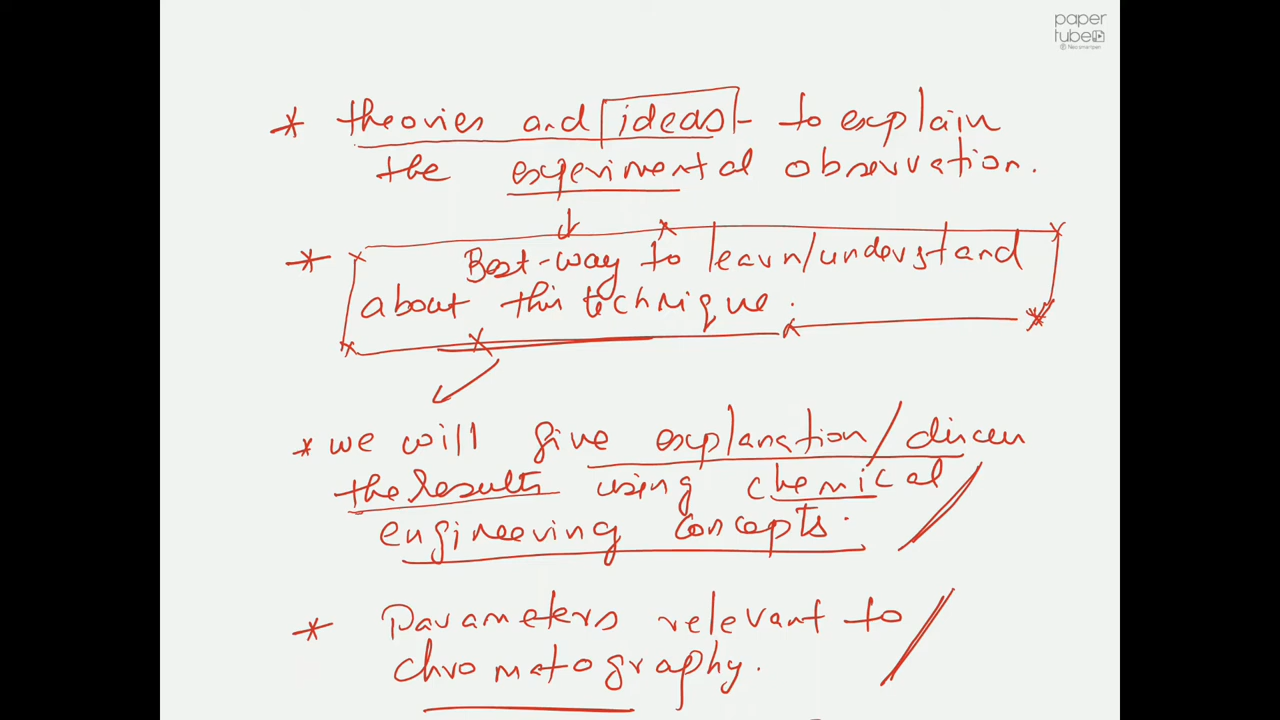 paper
tube
* theories and ideas - to explain
the experimental observation.
* Best-way to learn/understand
about this technique.
* we will give explanation/discuss
the results using chemical
engineering concepts.
* Parameters relevant to
chromatography.